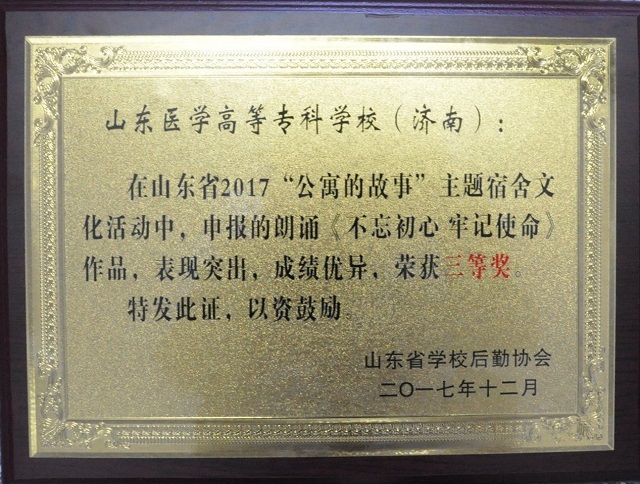 山东医学高等专科学校（济南）：
在山东省2017“公寓的故事”主题宿舍文
化活动中，申报的朗诵《不忘初心 牢记使命》
作品，表现突出，成绩优异，荣获三等奖。
特发此证，以资鼓励。
山东省学校后勤协会
二〇一七年十二月